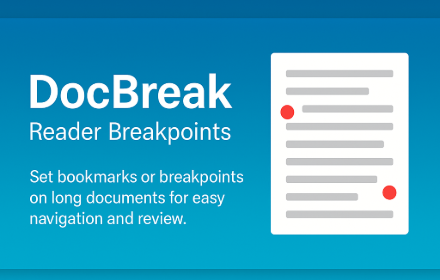 DocBreak
Reader Breakpoints
Set bookmarks or breakpoints
on long documents for easy
navigation and review.